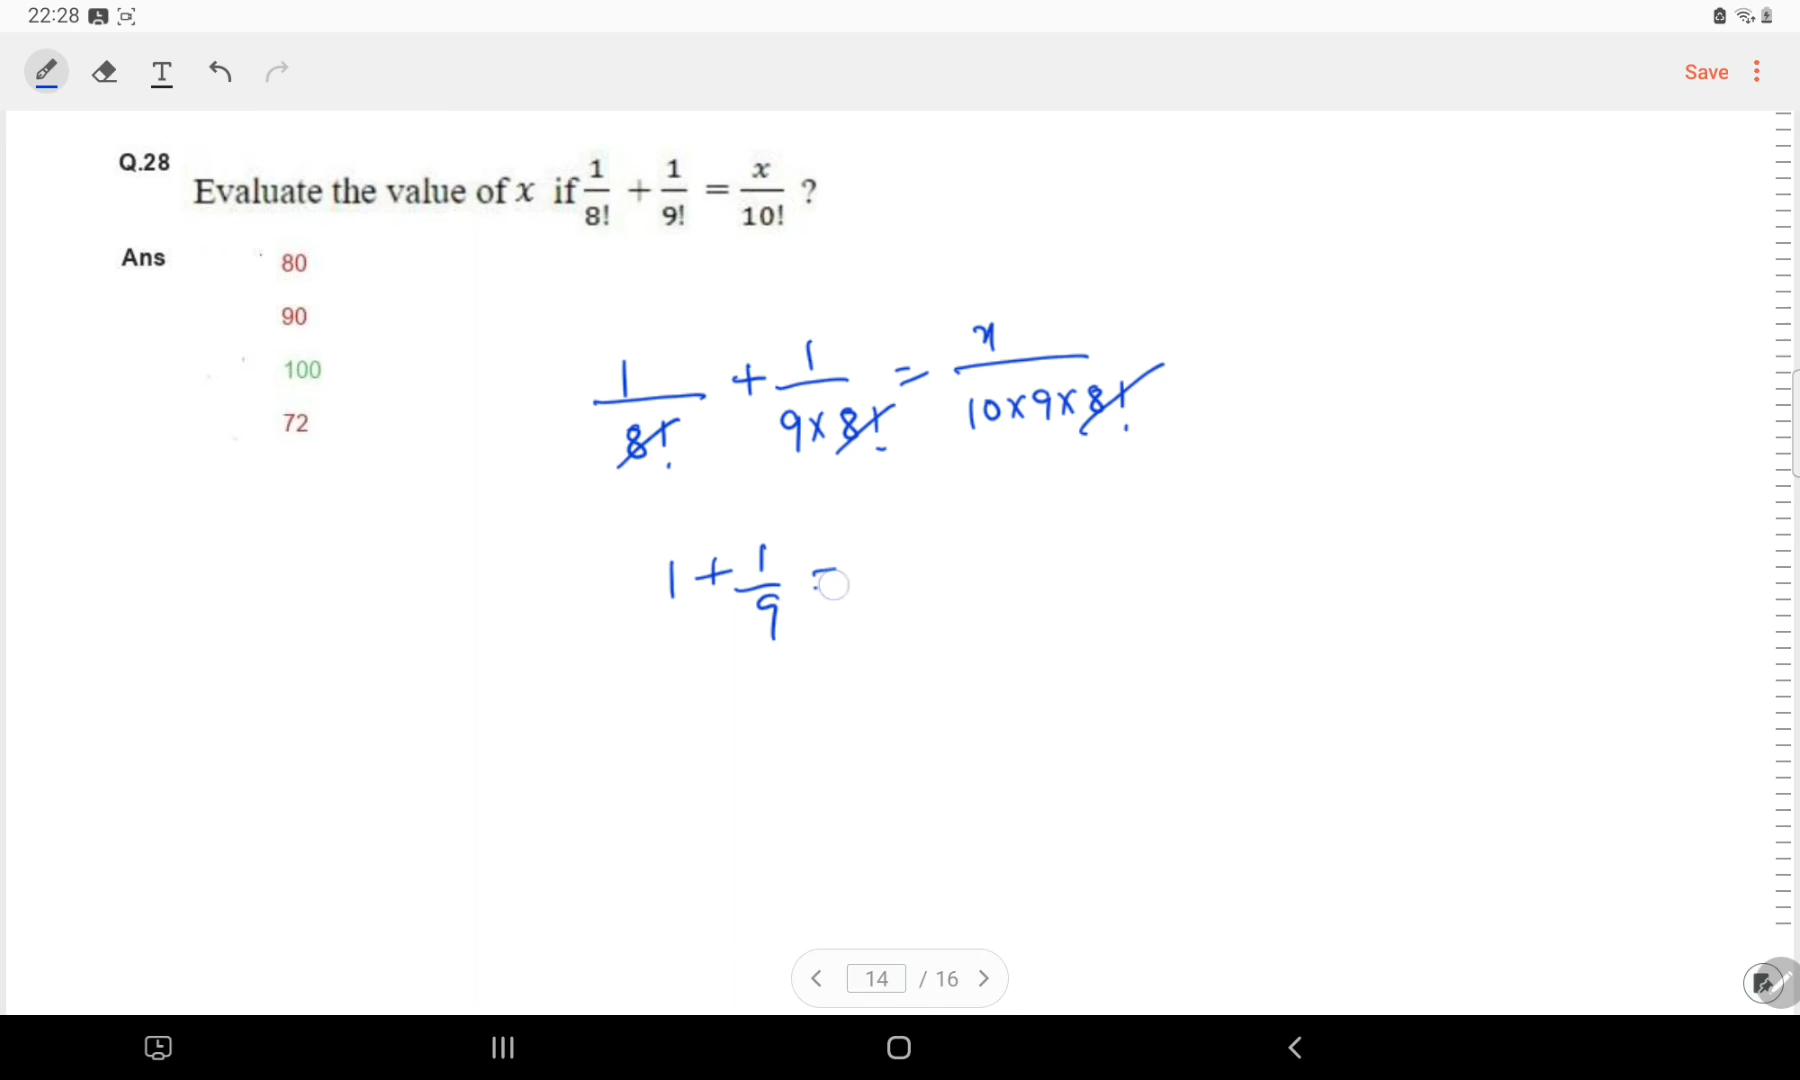 22:28
T
Save
Q.28
Evaluate the value of x if 1/8! + 1/9! = x/10! ?
Ans
80
90
100
72
1/8! + 1/9×8! = x/10×9×8!
1 + 1/9 =
14 / 16